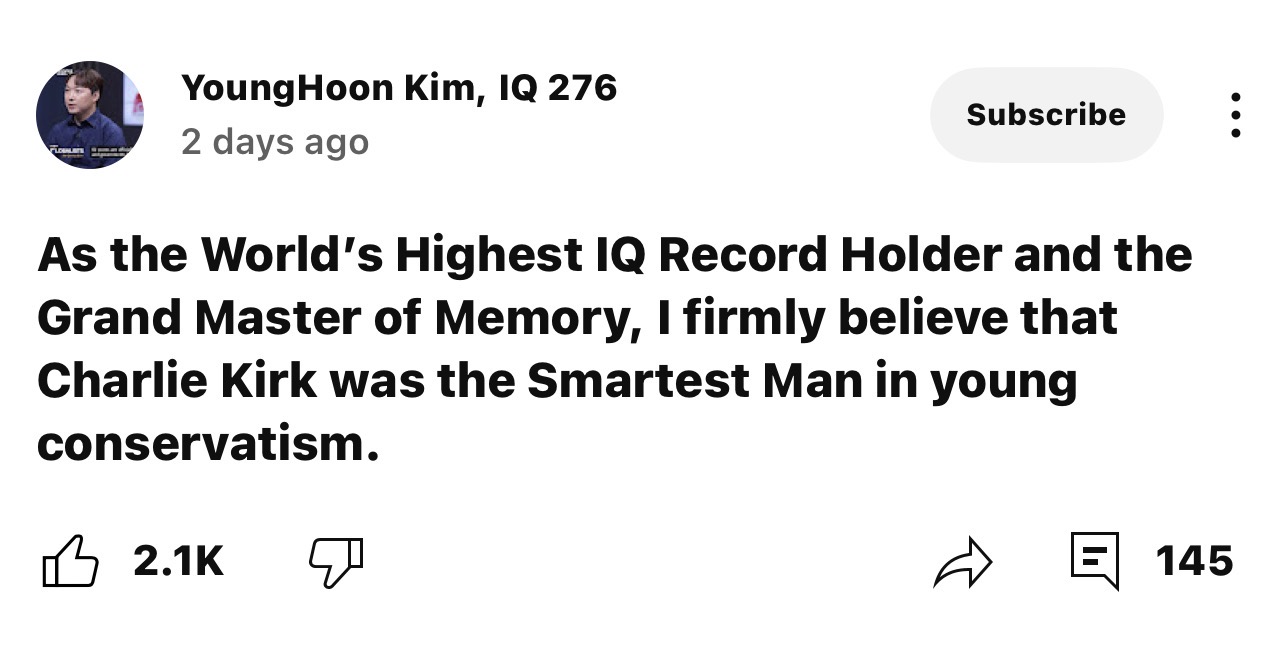 YoungHoon Kim, IQ 276
2 days ago
Subscribe
As the World’s Highest IQ Record Holder and the
Grand Master of Memory, I firmly believe that
Charlie Kirk was the Smartest Man in young
conservatism.
2.1K
145